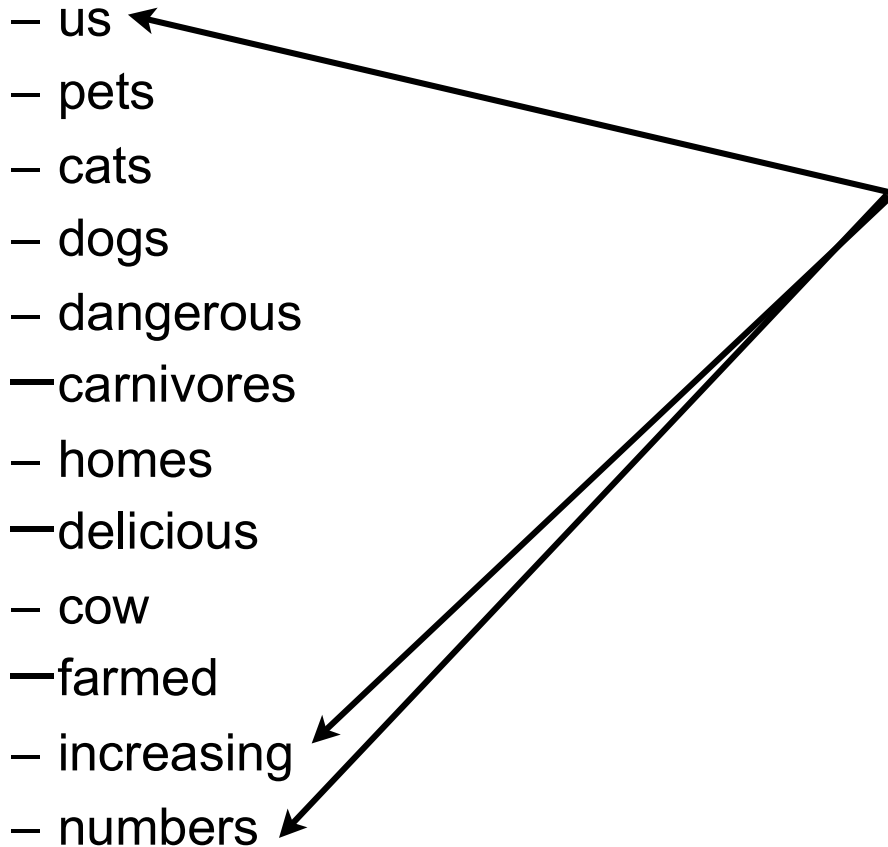 – us
– pets
– cats
– dogs
– dangerous
—carnivores
– homes
—delicious
– cow
—farmed
– increasing
– numbers